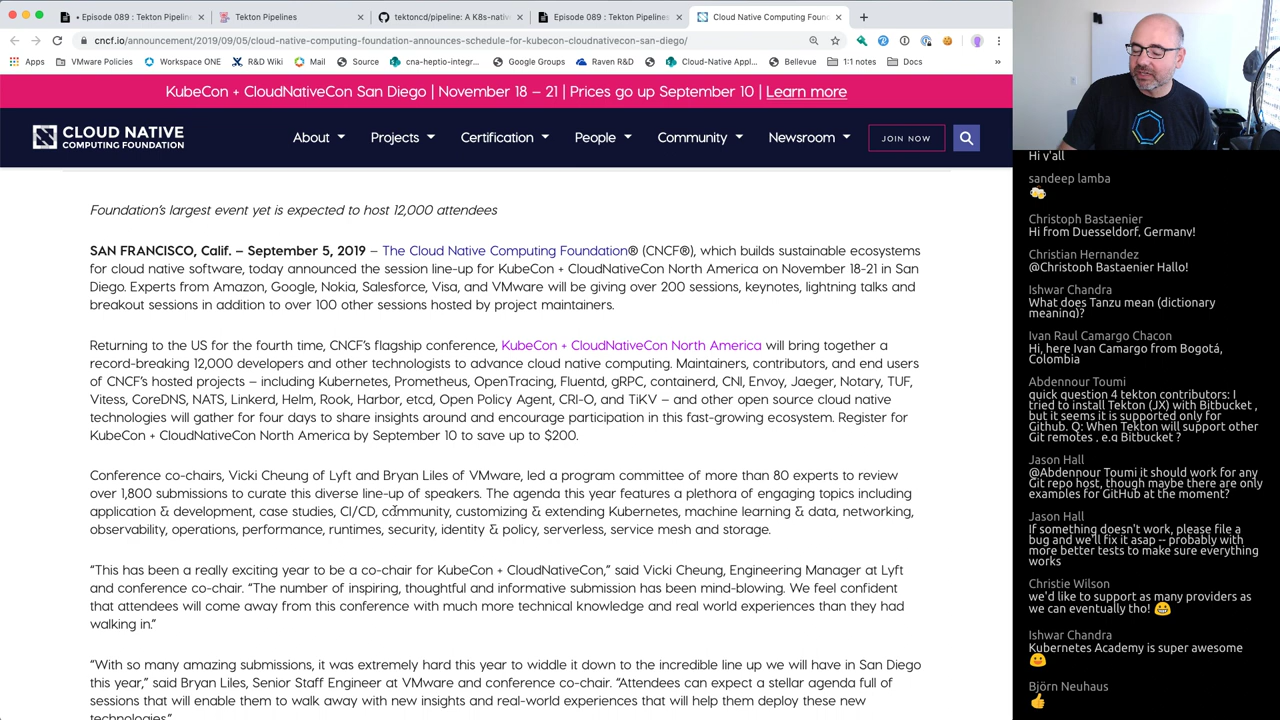 • Episode 089 : Tekton Pipeline
Tekton Pipelines
tektoncd/pipeline: A K8s-nativ
Episode 089 : Tekton Pipelines
Cloud Native Computing Foun
cncf.io/announcement/2019/09/05/cloud-native-computing-foundation-announces-schedule-for-kubecon-cloudnativecon-san-diego/
Apps
VMware Policies
Workspace ONE
R&D Wiki
Mail
Source
cna-heptio-integr...
Google Groups
Raven R&D
Cloud-Native Appl...
Bellevue
1:1 notes
Docs
»
KubeCon + CloudNativeCon San Diego | November 18 – 21 | Prices go up September 10 | Learn more
CLOUD NATIVE
COMPUTING FOUNDATION
About
Projects
Certification
People
Community
Newsroom
JOIN NOW
Foundation's largest event yet is expected to host 12,000 attendees
SAN FRANCISCO, Calif. – September 5, 2019 – The Cloud Native Computing Foundation® (CNCF®), which builds sustainable ecosystems
for cloud native software, today announced the session line-up for KubeCon + CloudNativeCon North America on November 18-21 in San
Diego. Experts from Amazon, Google, Nokia, Salesforce, Visa, and VMware will be giving over 200 sessions, keynotes, lightning talks and
breakout sessions in addition to over 100 other sessions hosted by project maintainers.
Returning to the US for the fourth time, CNCF's flagship conference, KubeCon + CloudNativeCon North America will bring together a
record-breaking 12,000 developers and other technologists to advance cloud native computing. Maintainers, contributors, and end users
of CNCF's hosted projects – including Kubernetes, Prometheus, OpenTracing, Fluentd, gRPC, containerd, CNI, Envoy, Jaeger, Notary, TUF,
Vitess, CoreDNS, NATS, Linkerd, Helm, Rook, Harbor, etcd, Open Policy Agent, CRI-O, and TiKV – and other open source cloud native
technologies will gather for four days to share insights around and encourage participation in this fast-growing ecosystem. Register for
KubeCon + CloudNativeCon North America by September 10 to save up to $200.
Conference co-chairs, Vicki Cheung of Lyft and Bryan Liles of VMware, led a program committee of more than 80 experts to review
over 1,800 submissions to curate this diverse line-up of speakers. The agenda this year features a plethora of engaging topics including
application & development, case studies, CI/CD, community, customizing & extending Kubernetes, machine learning & data, networking,
observability, operations, performance, runtimes, security, identity & policy, serverless, service mesh and storage.
“This has been a really exciting year to be a co-chair for KubeCon + CloudNativeCon,” said Vicki Cheung, Engineering Manager at Lyft
and conference co-chair. “The number of inspiring, thoughtful and informative submission has been mind-blowing. We feel confident
that attendees will come away from this conference with much more technical knowledge and real world experiences than they had
walking in.”
“With so many amazing submissions, it was extremely hard this year to widdle it down to the incredible line up we will have in San Diego
this year,” said Bryan Liles, Senior Staff Engineer at VMware and conference co-chair. “Attendees can expect a stellar agenda full of
sessions that will enable them to walk away with new insights and real-world experiences that will help them deploy these new
technologies”
Hi y'all
sandeep lamba
🍻
Christoph Bastaenier
Hi from Duesseldorf, Germany!
Christian Hernandez
@Christoph Bastaenier Hallo!
Ishwar Chandra
What does Tanzu mean (dictionary
meaning)?
Ivan Raul Camargo Chacon
Hi, here Ivan Camargo from Bogotá,
Colombia
Abdennour Toumi
quick question 4 tekton contributors: I
tried to install Tekton (JX) with Bitbucket ,
but it seems it is supported only for
Github. Q: When Tekton will support other
Git remotes , e.g Bitbucket ?
Jason Hall
@Abdennour Toumi it should work for any
Git repo host, though maybe there are only
examples for GitHub at the moment?
Jason Hall
If something doesn't work, please file a
bug and we'll fix it asap -- probably with
more better tests to make sure everything
works
Christie Wilson
we'd like to support as many providers as
we can eventually tho! 😄
Ishwar Chandra
Kubernetes Academy is super awesome
😃
Björn Neuhaus
👍